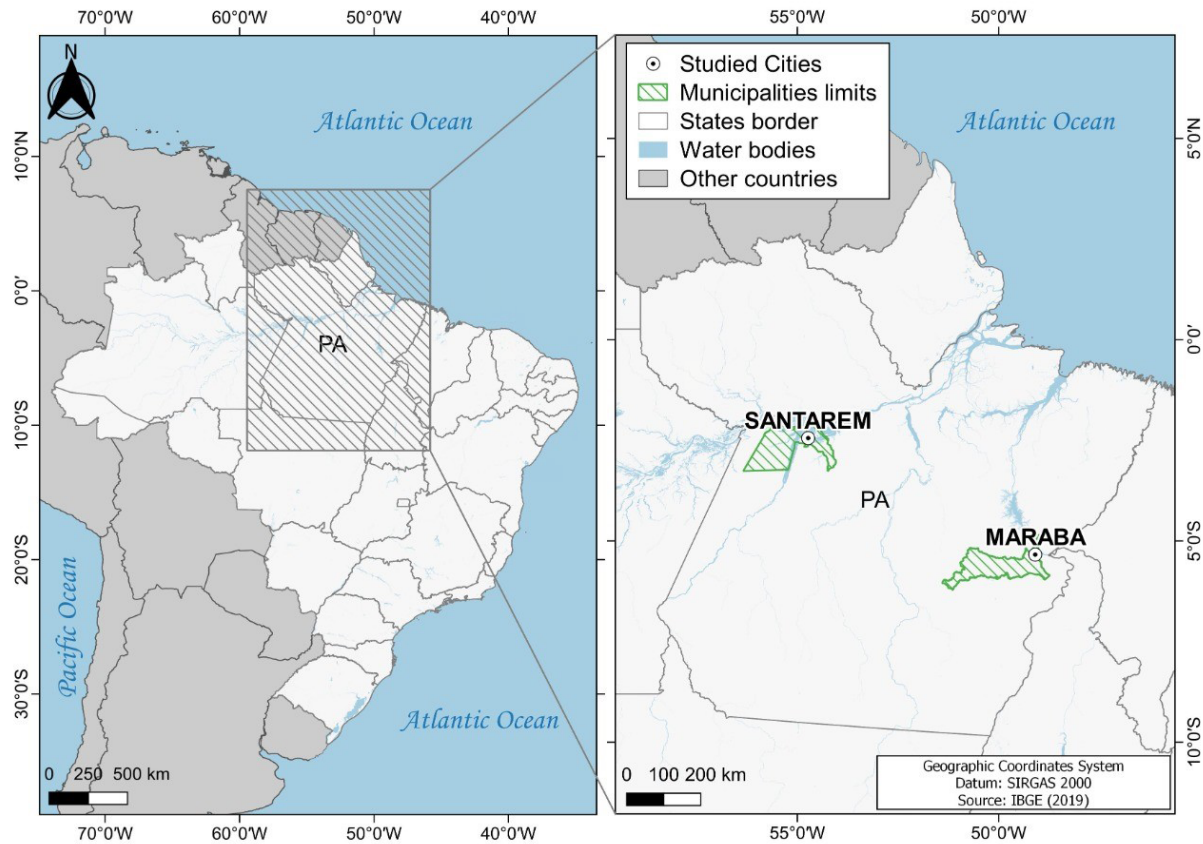 70°0'W 60°0'W 50°0'W 40°0'W
N
Atlantic Ocean
10°0'N
0°0'
10°0'S
20°0'S
30°0'S
PA
Pacific Ocean
Atlantic Ocean
0 250 500 km
70°0'W 60°0'W 50°0'W 40°0'W
55°0'W 50°0'W
Studied Cities
Municipalities limits
States border
Water bodies
Other countries
Atlantic Ocean
5°0'N
0°0'
5°0'S
10°0'S
SANTAREM
PA
MARABA
0 100 200 km
Geographic Coordinates System
Datum: SIRGAS 2000
Source: IBGE (2019)
55°0'W 50°0'W